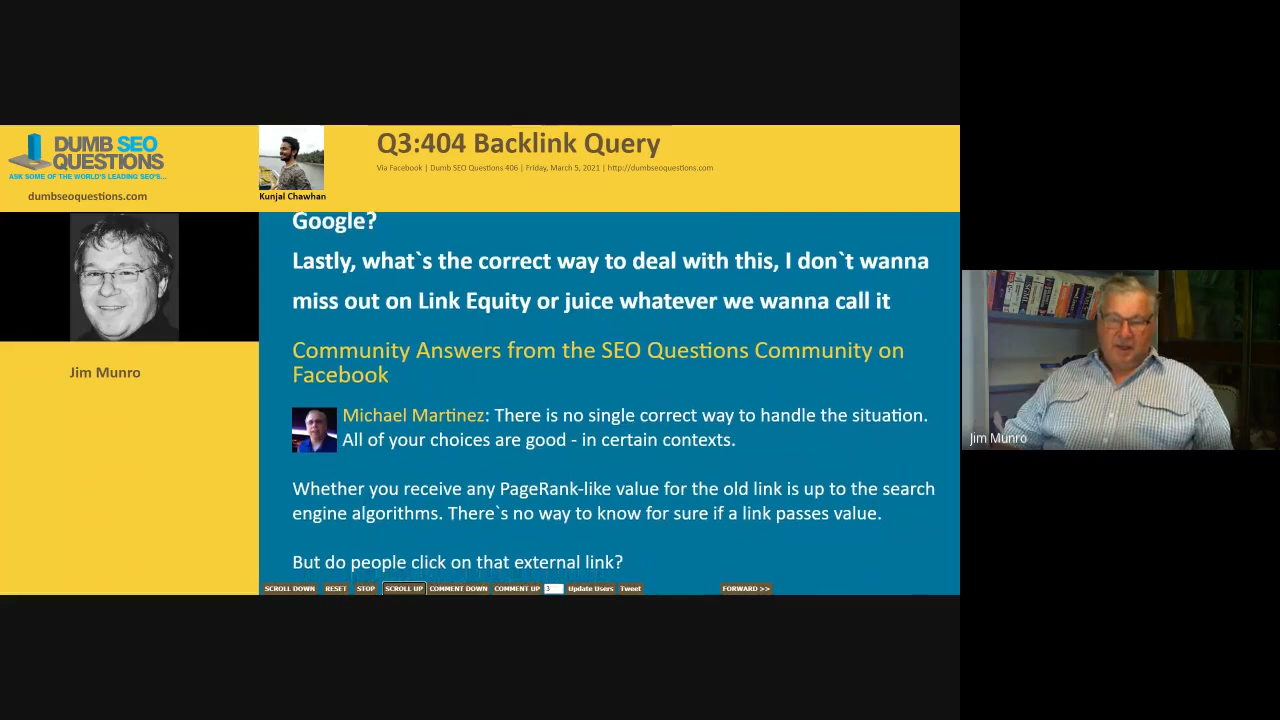 DUMB SEO
QUESTIONS
ASK SOME OF THE WORLD'S LEADING SEO'S...
dumbseoquestions.com
Kunjal Chawhan
Q3:404 Backlink Query
Via Facebook | Dumb SEO Questions 406 | Friday, March 5, 2021 | http://dumbseoquestions.com
Jim Munro
Google?
Lastly, what`s the correct way to deal with this, I don`t wanna
miss out on Link Equity or juice whatever we wanna call it
Community Answers from the SEO Questions Community on
Facebook
Michael Martinez: There is no single correct way to handle the situation.
All of your choices are good - in certain contexts.
Whether you receive any PageRank-like value for the old link is up to the search
engine algorithms. There`s no way to know for sure if a link passes value.
But do people click on that external link?
SCROLL DOWN RESET STOP SCROLL UP COMMENT DOWN COMMENT UP 3 Update Users Tweet FORWARD >>
Jim Munro